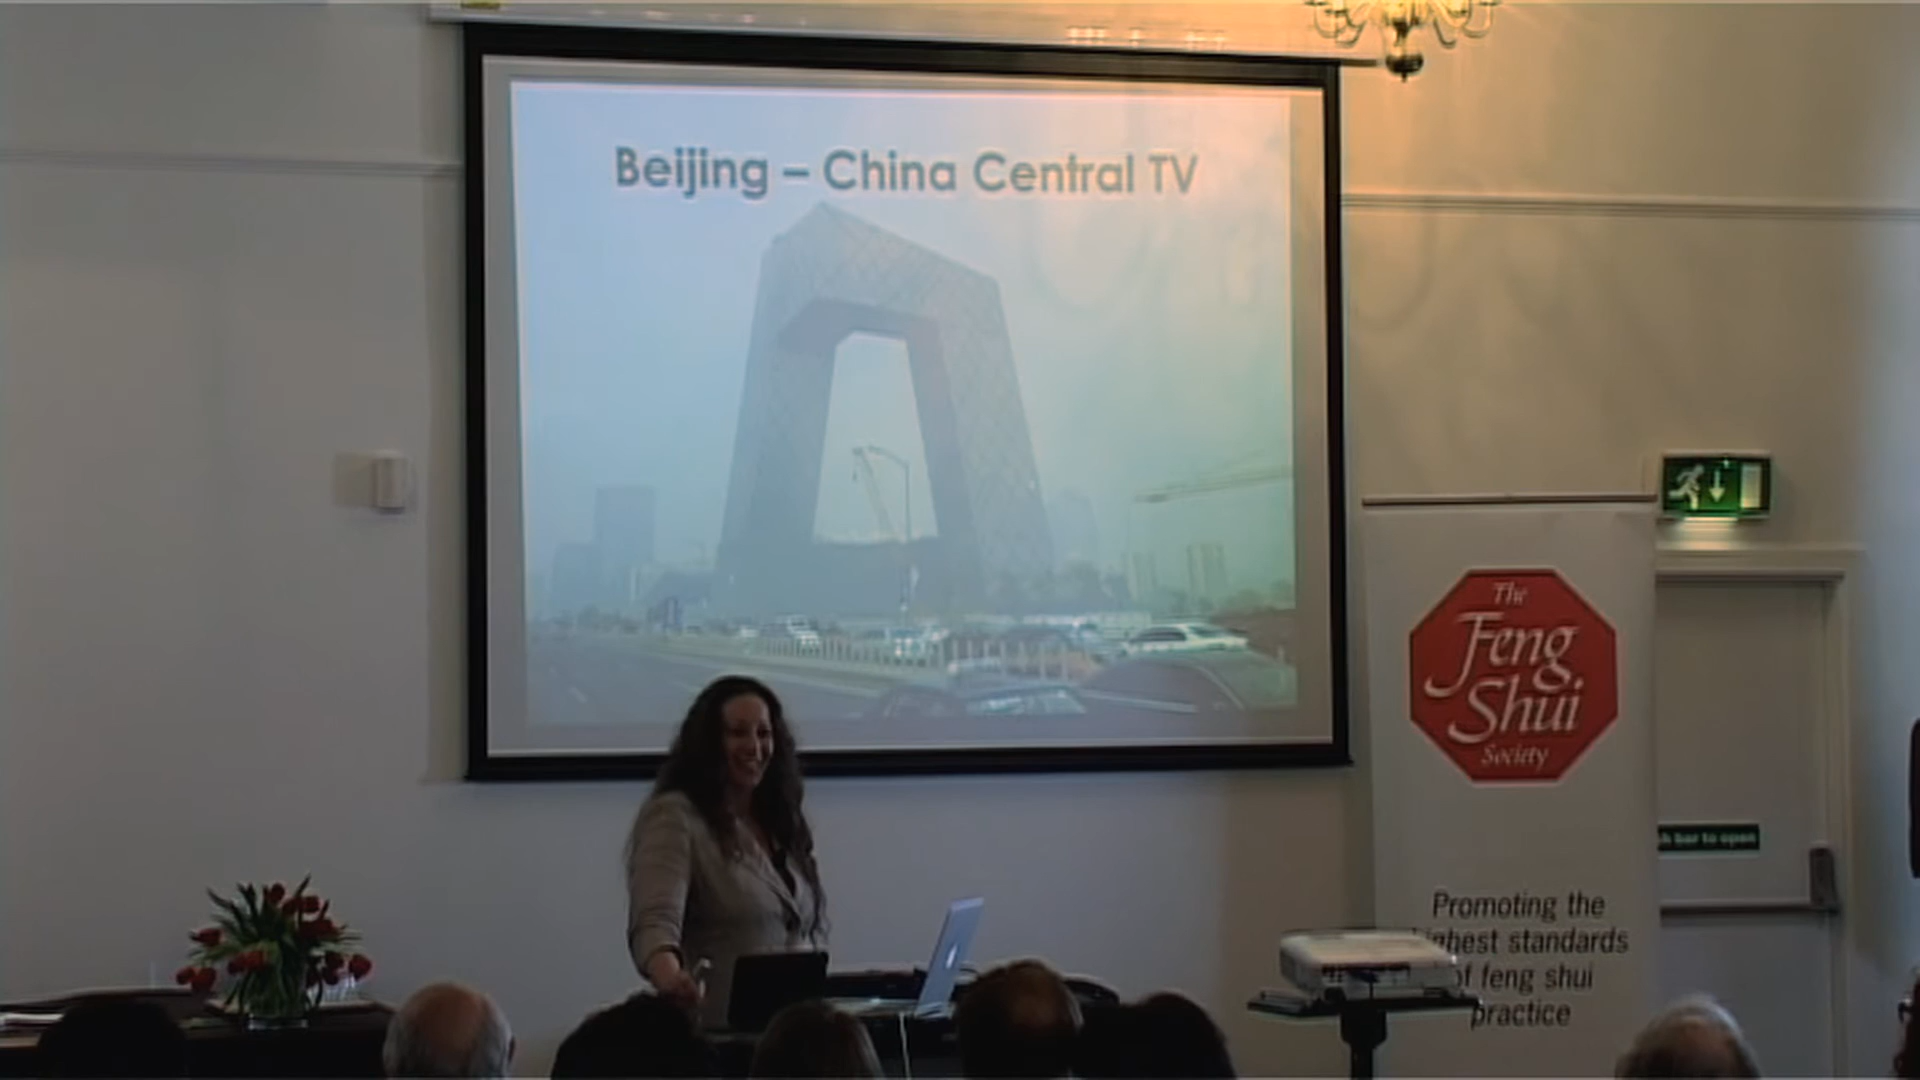 Beijing – China Central TV
The
Feng
Shui
Society
bar to open
Promoting the
highest standards
of feng shui
practice